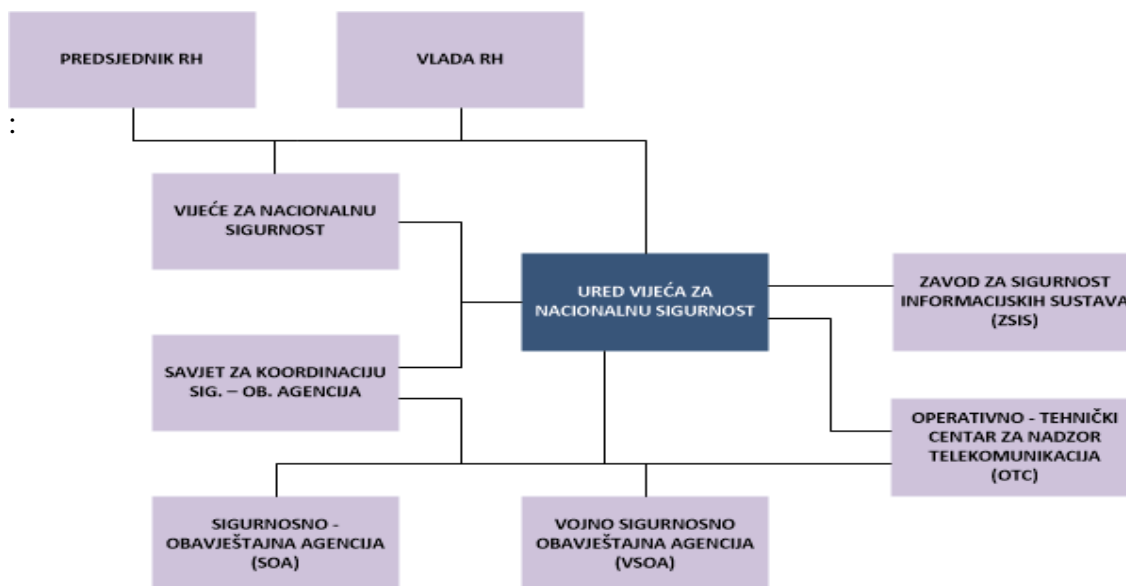 PREDSJEDNIK RH
VLADA RH
:
VIJEĆE ZA NACIONALNU
SIGURNOST
URED VIJEĆA ZA
NACIONALNU SIGURNOST
ZAVOD ZA SIGURNOST
INFORMACIJSKIH SUSTAVA
(ZSIS)
SAVJET ZA KOORDINACIJU
SIG. – OB. AGENCIJA
OPERATIVNO - TEHNIČKI
CENTAR ZA NADZOR
TELEKOMUNIKACIJA
(OTC)
SIGURNOSNO -
OBAVJEŠTAJNA AGENCIJA
(SOA)
VOJNO SIGURNOSNO
OBAVJEŠTAJNA AGENCIJA
(VSOA)